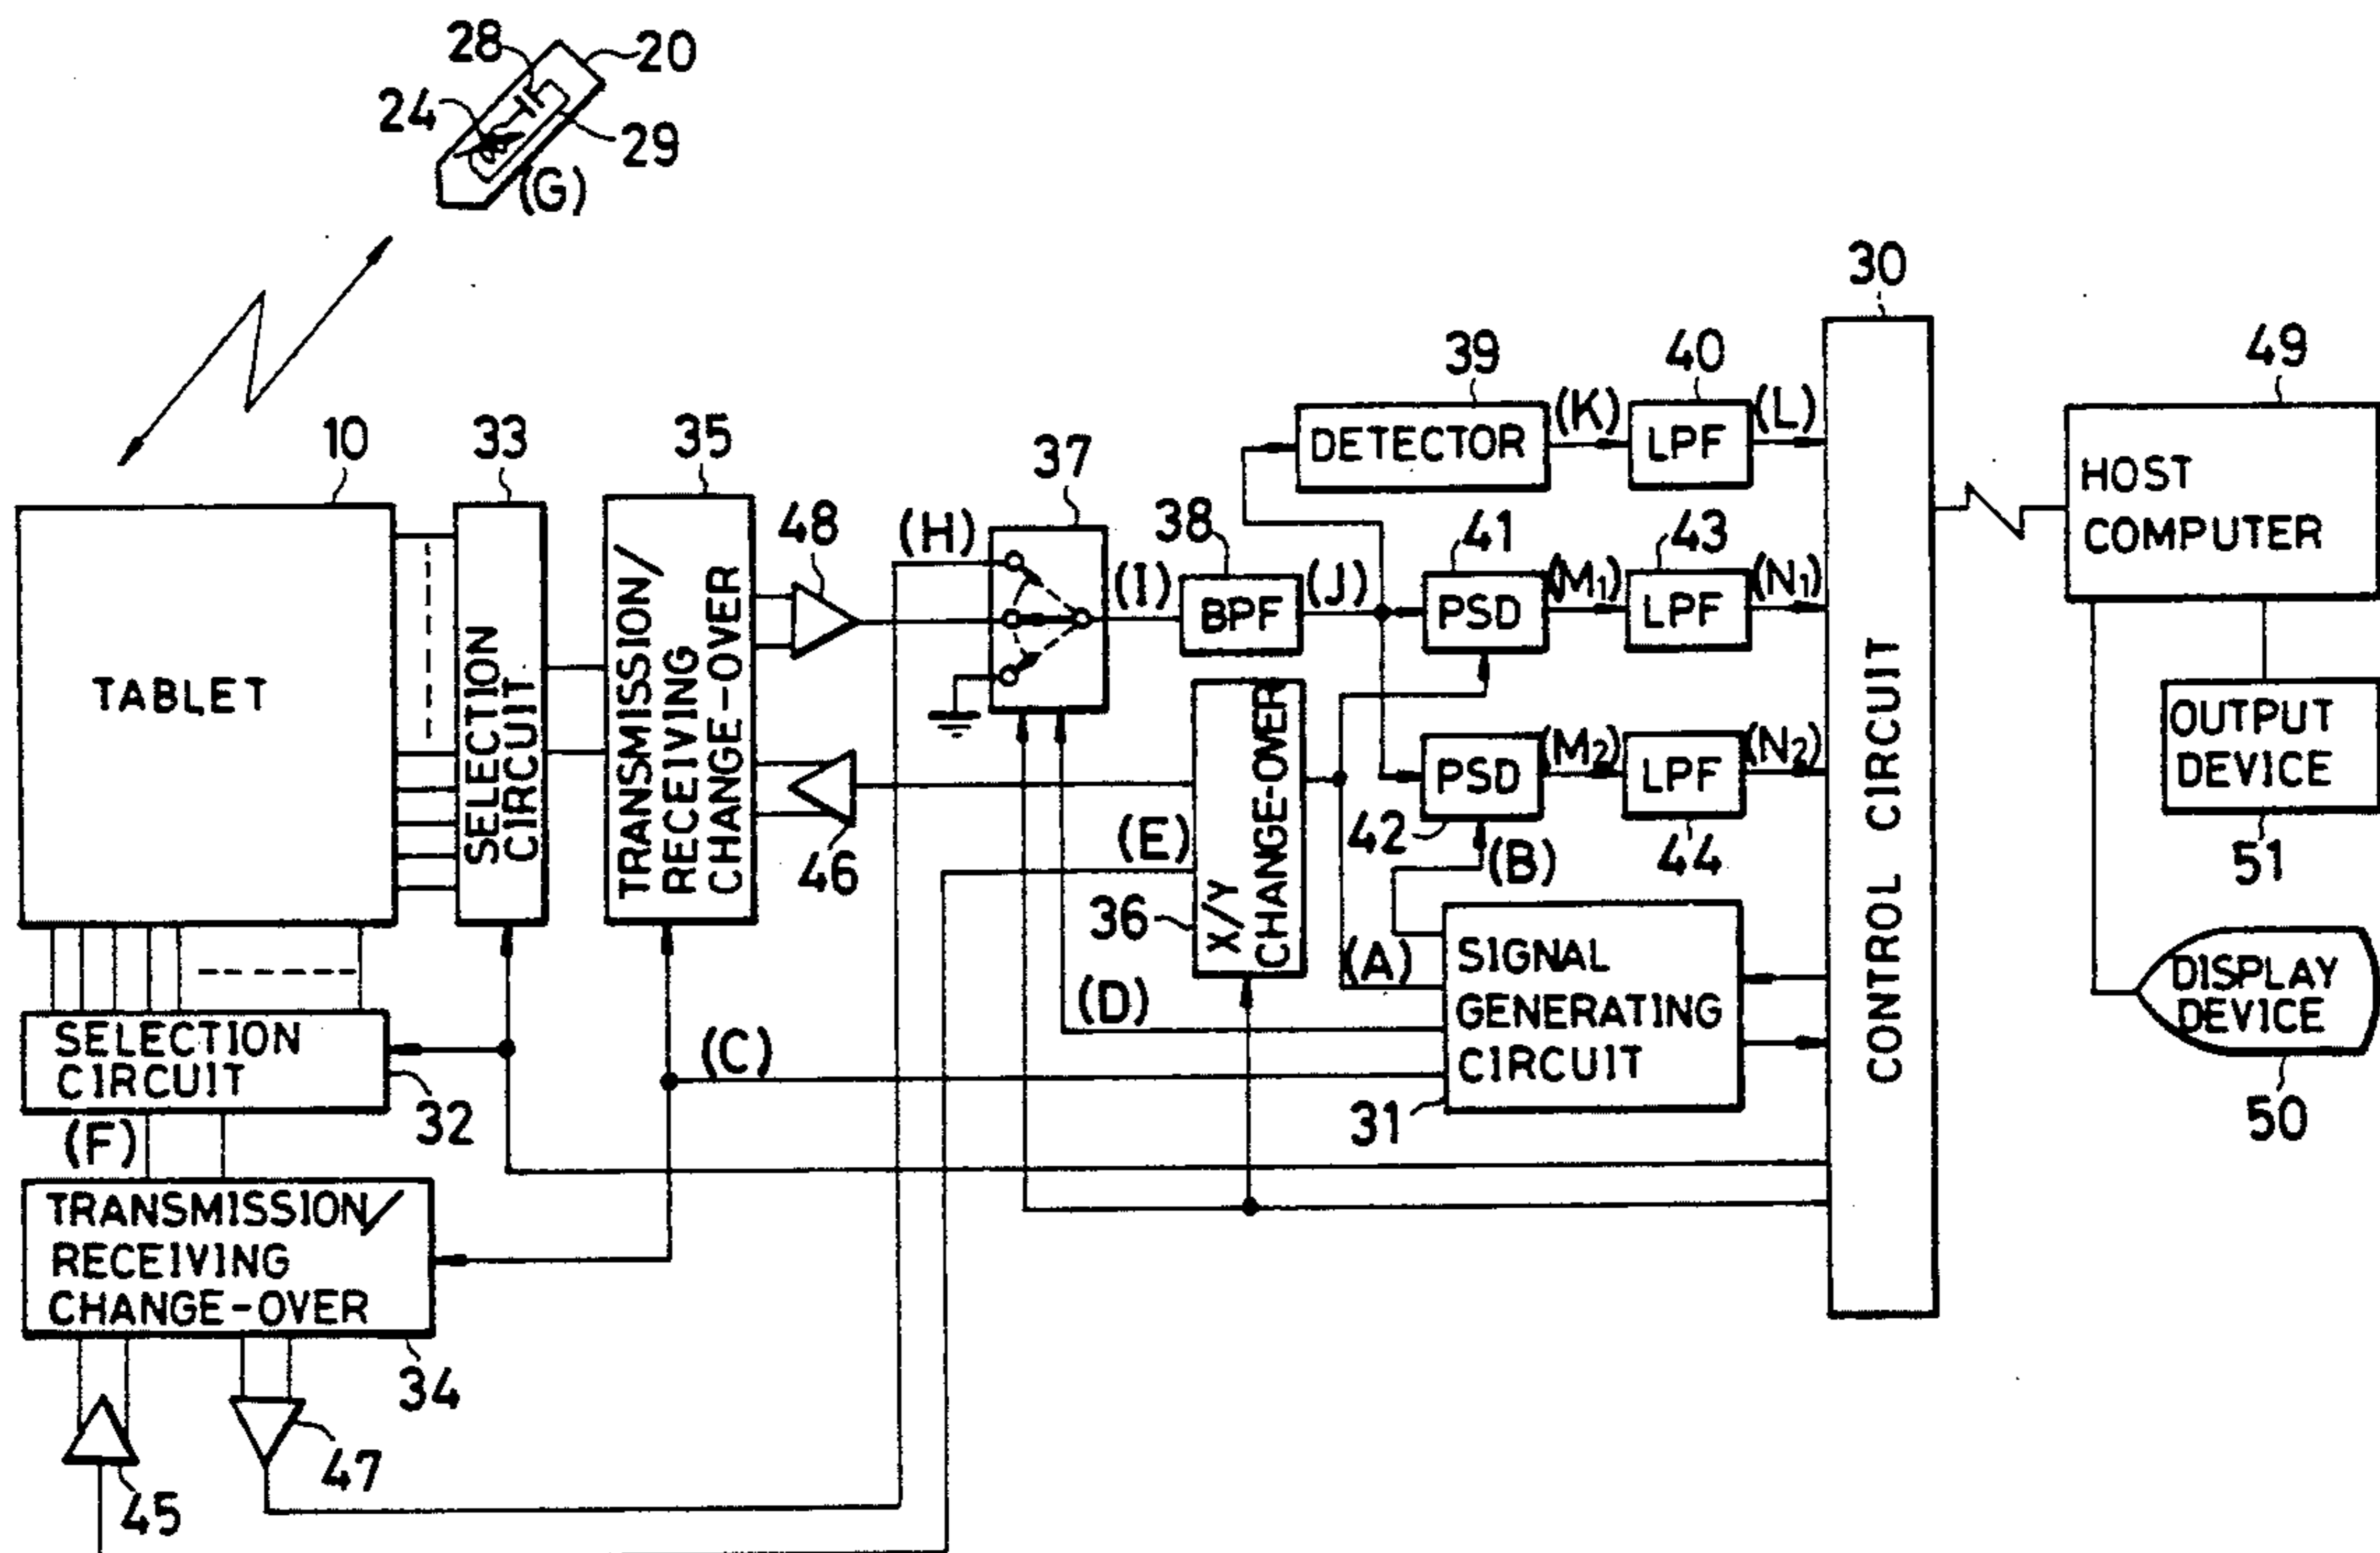 28
20
24
29
(G)
30
10
33
35
48
(H)
37
38
(I)
BPF
(J)
39
DETECTOR
(K)
40
LPF
(L)
41
PSD
(M1)
43
LPF
(N1)
PSD
42
(M2)
LPF
44
(N2)
49
HOST
COMPUTER
OUTPUT
DEVICE
51
DISPLAY
DEVICE
50
CONTROL CIRCUIT
TABLET
SELECTION
CIRCUIT
TRANSMISSION/
RECEIVING
CHANGE-OVER
46
(E)
36
X/Y
CHANGE-OVER
(B)
(A)
(D)
(C)
SIGNAL
GENERATING
CIRCUIT
31
SELECTION
CIRCUIT
32
(F)
TRANSMISSION/
RECEIVING
CHANGE-OVER
34
45
47